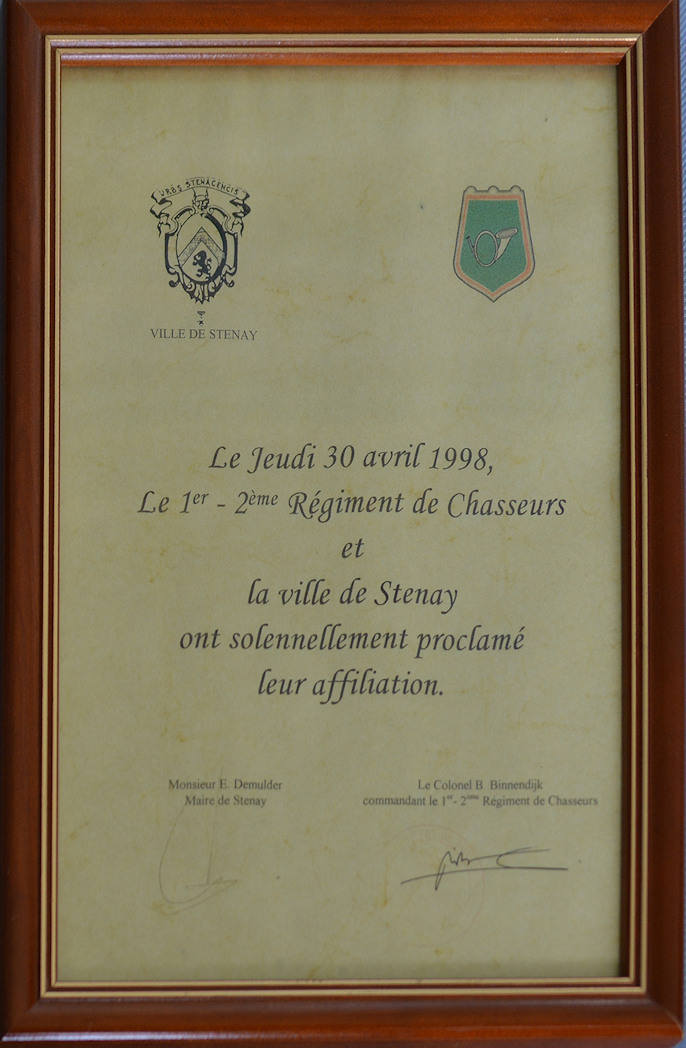 URBS STENACENCIS
VILLE DE STENAY
Le Jeudi 30 avril 1998,
Le 1er - 2ème Régiment de Chasseurs
et
la ville de Stenay
ont solennellement proclamé
leur affiliation.
Monsieur E. Demulder
Maire de Stenay
Le Colonel B. Binnendijk
commandant le 1er- 2ème Régiment de Chasseurs